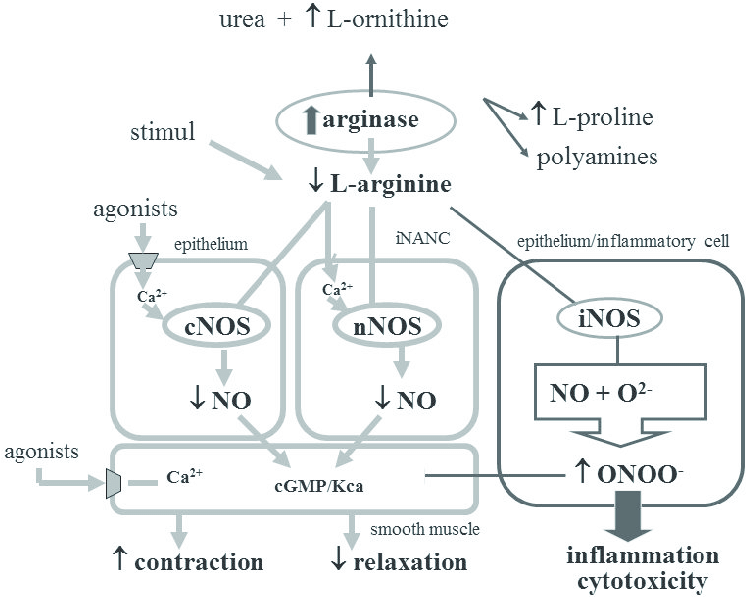 urea + ↑ L-ornithine
arginase
↑ L-proline
polyamines
stimul
↓ L-arginine
agonists
epithelium
iNANC
epithelium/inflammatory cell
Ca²⁺
Ca²⁺
cNOS
nNOS
iNOS
↓ NO
↓ NO
NO + O²⁻
agonists
Ca²⁺
cGMP/Kca
↑ ONOO⁻
smooth muscle
↑ contraction
↓ relaxation
inflammation
cytotoxicity